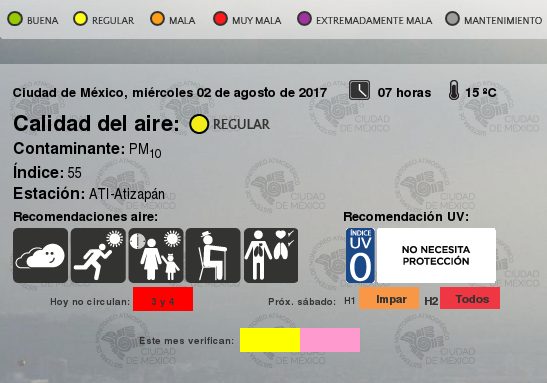 BUENA REGULAR MALA MUY MALA EXTREMADAMENTE MALA MANTENIMIENTO
Ciudad de México, miércoles 02 de agosto de 2017 07 horas 15 ºC
Calidad del aire: REGULAR
Contaminante: PM10
Índice: 55
Estación: ATI-Atizapán
Recomendaciones aire: Recomendación UV:
ÍNDICE
UV
0
NO NECESITA
PROTECCIÓN
Hoy no circulan: 3 y 4 Próx. sábado: H1 Impar H2 Todos
Este mes verifican:
CIUDAD
DE MÉXICO